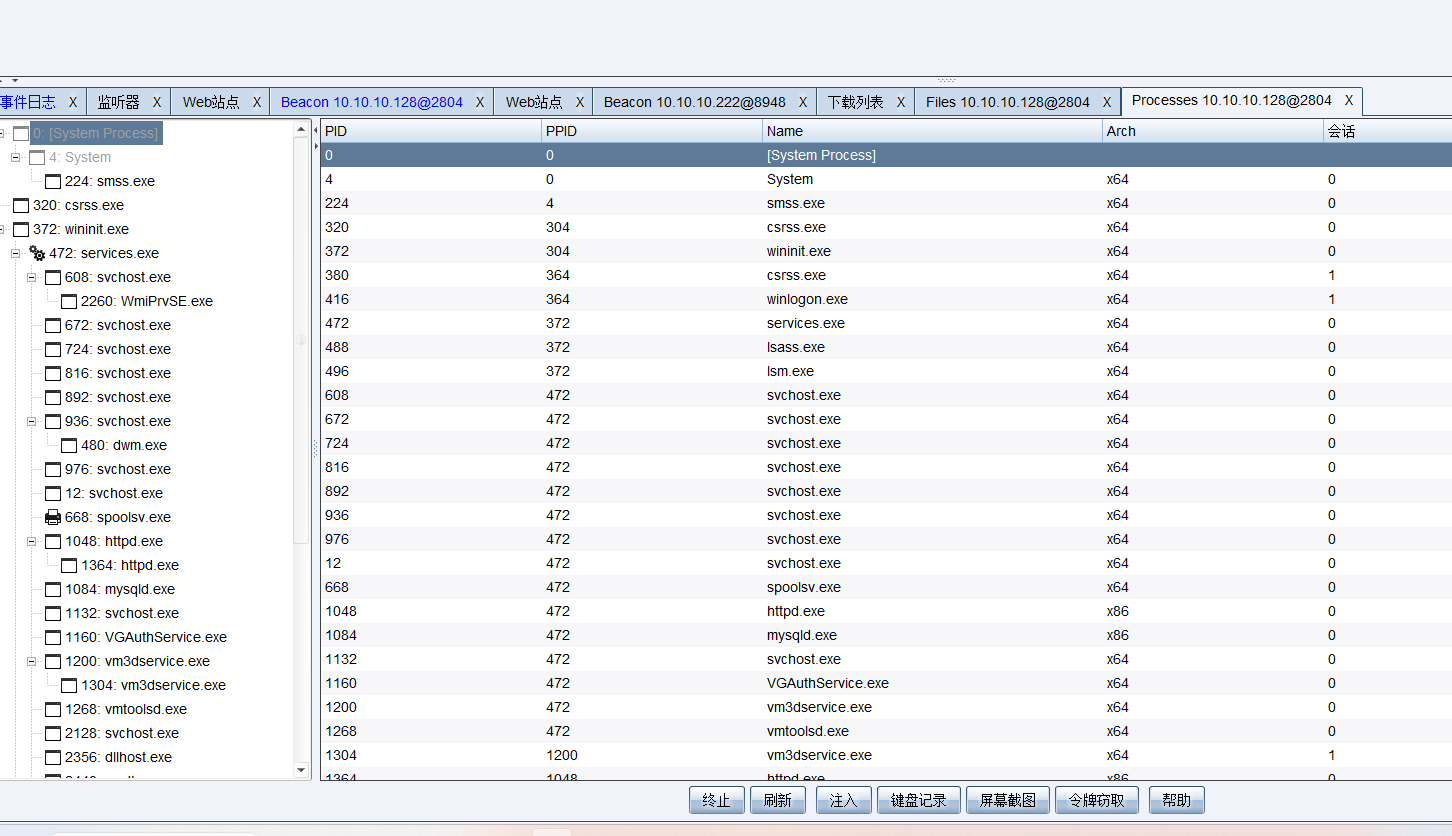 事件日志 X 监听器 X Web站点 X Beacon 10.10.10.128@2804 X Web站点 X Beacon 10.10.10.222@8948 X 下载列表 X Files 10.10.10.128@2804 X Processes 10.10.10.128@2804 X
0: [System Process]
4: System
224: smss.exe
320: csrss.exe
372: wininit.exe
472: services.exe
608: svchost.exe
2260: WmiPrvSE.exe
672: svchost.exe
724: svchost.exe
816: svchost.exe
892: svchost.exe
936: svchost.exe
480: dwm.exe
976: svchost.exe
12: svchost.exe
668: spoolsv.exe
1048: httpd.exe
1364: httpd.exe
1084: mysqld.exe
1132: svchost.exe
1160: VGAuthService.exe
1200: vm3dservice.exe
1304: vm3dservice.exe
1268: vmtoolsd.exe
2128: svchost.exe
2356: dllhost.exe
PID PPID Name Arch 会话
0 0 [System Process]
4 0 System x64 0
224 4 smss.exe x64 0
320 304 csrss.exe x64 0
372 304 wininit.exe x64 0
380 364 csrss.exe x64 1
416 364 winlogon.exe x64 1
472 372 services.exe x64 0
488 372 lsass.exe x64 0
496 372 lsm.exe x64 0
608 472 svchost.exe x64 0
672 472 svchost.exe x64 0
724 472 svchost.exe x64 0
816 472 svchost.exe x64 0
892 472 svchost.exe x64 0
936 472 svchost.exe x64 0
976 472 svchost.exe x64 0
12 472 svchost.exe x64 0
668 472 spoolsv.exe x64 0
1048 472 httpd.exe x86 0
1084 472 mysqld.exe x86 0
1132 472 svchost.exe x64 0
1160 472 VGAuthService.exe x64 0
1200 472 vm3dservice.exe x64 0
1268 472 vmtoolsd.exe x64 0
1304 1200 vm3dservice.exe x64 1
1364 1048 httpd.exe x86 0
终止 刷新 注入 键盘记录 屏幕截图 令牌窃取 帮助